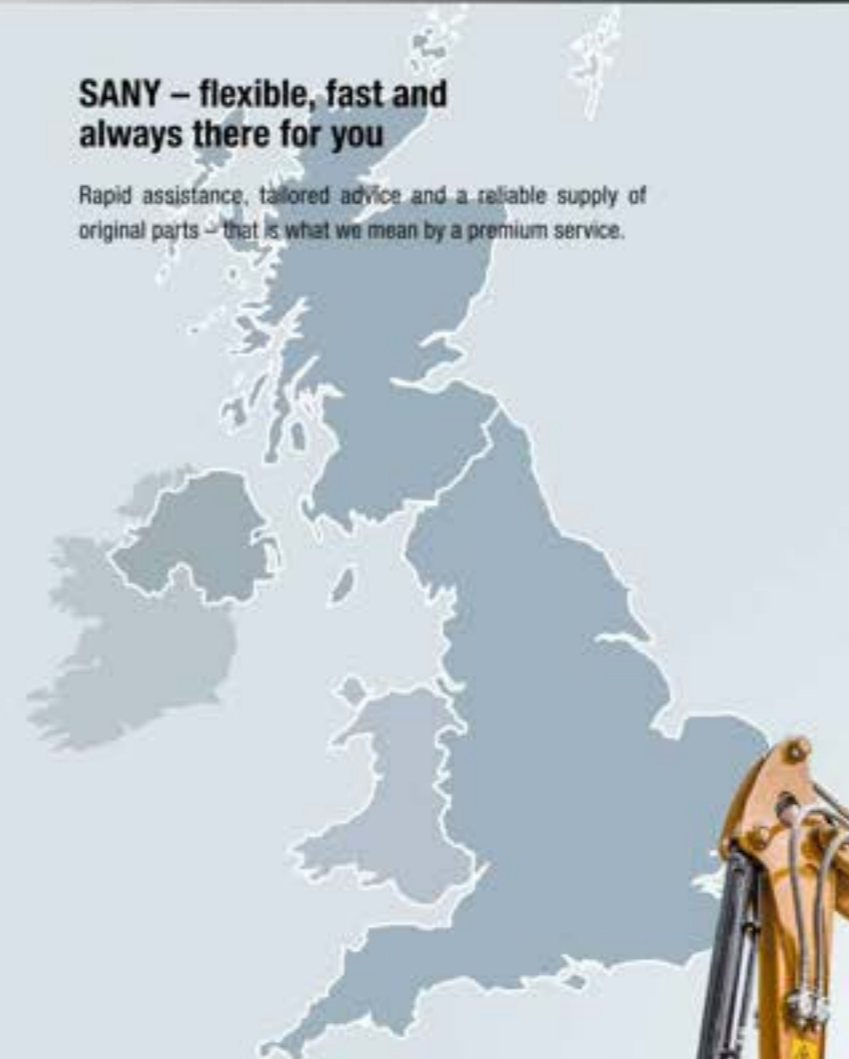 SANY – flexible, fast and
always there for you
Rapid assistance, tailored advice and a reliable supply of
original parts – that is what we mean by a premium service.